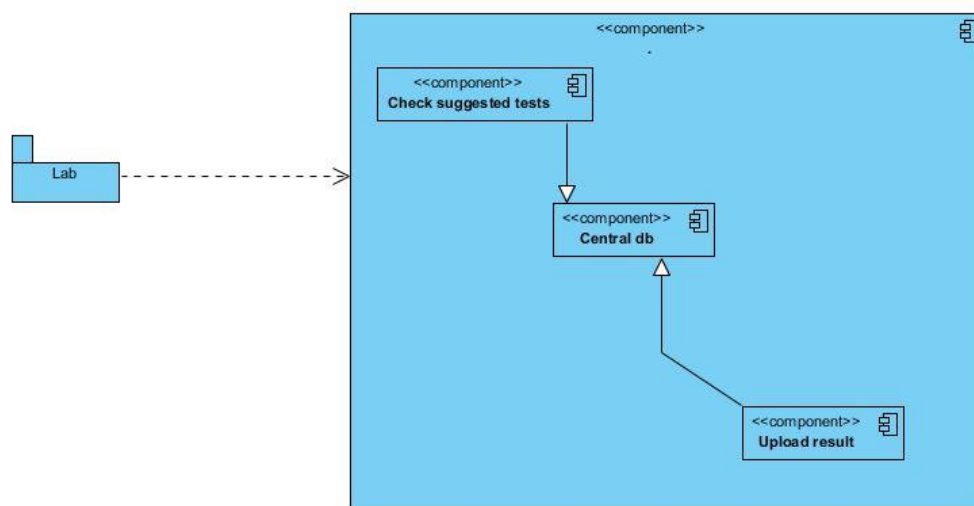 <<component>>
.
<<component>>
Check suggested tests
Lab
<<component>>
Central db
<<component>>
Upload result